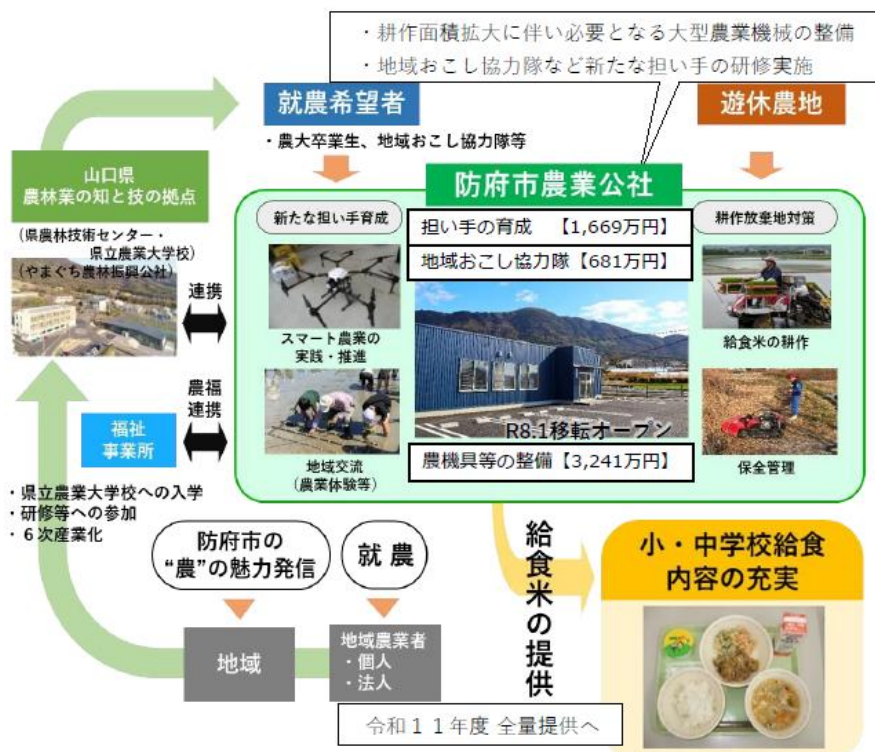 ・耕作面積拡大に伴い必要となる大型農業機械の整備
・地域おこし協力隊など新たな担い手の研修実施
就農希望者
・農大卒業生、地域おこし協力隊等
遊休農地
山口県
農林業の知と技の拠点
(県農林技術センター・
県立農業大学校)
(やまぐち農林振興公社)
連携
農福
連携
福祉
事業所
・県立農業大学校への入学
・研修等への参加
・６次産業化
防府市農業公社
新たな担い手育成
スマート農業の
実践・推進
地域交流
(農業体験等)
担い手の育成 【1,669万円】
地域おこし協力隊【681万円】
R8.1移転オープン
農機具等の整備【3,241万円】
耕作放棄地対策
給食米の耕作
保全管理
防府市の
“農”の魅力発信
就 農
地域
地域農業者
・個人
・法人
給食米の提供
小・中学校給食
内容の充実
令和１１年度 全量提供へ